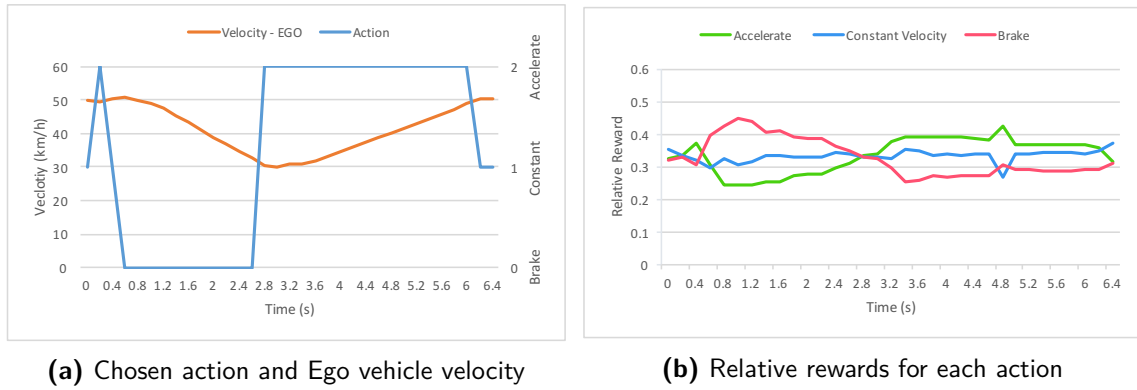 Velocity - EGO Action
60
50
40
30
20
10
0
Velotiy (km/h)
2
1
0
Accelerate
Constant
Brake
0 0.4 0.8 1.2 1.6 2 2.4 2.8 3.2 3.6 4 4.4 4.8 5.2 5.6 6 6.4
Time (s)
(a) Chosen action and Ego vehicle velocity
Accelerate Constant Velocity Brake
0.6
0.5
0.4
0.3
0.2
0.1
0
Relative Reward
0 0.4 0.8 1.2 1.6 2 2.4 2.8 3.2 3.6 4 4.4 4.8 5.2 5.6 6 6.4
Time (s)
(b) Relative rewards for each action